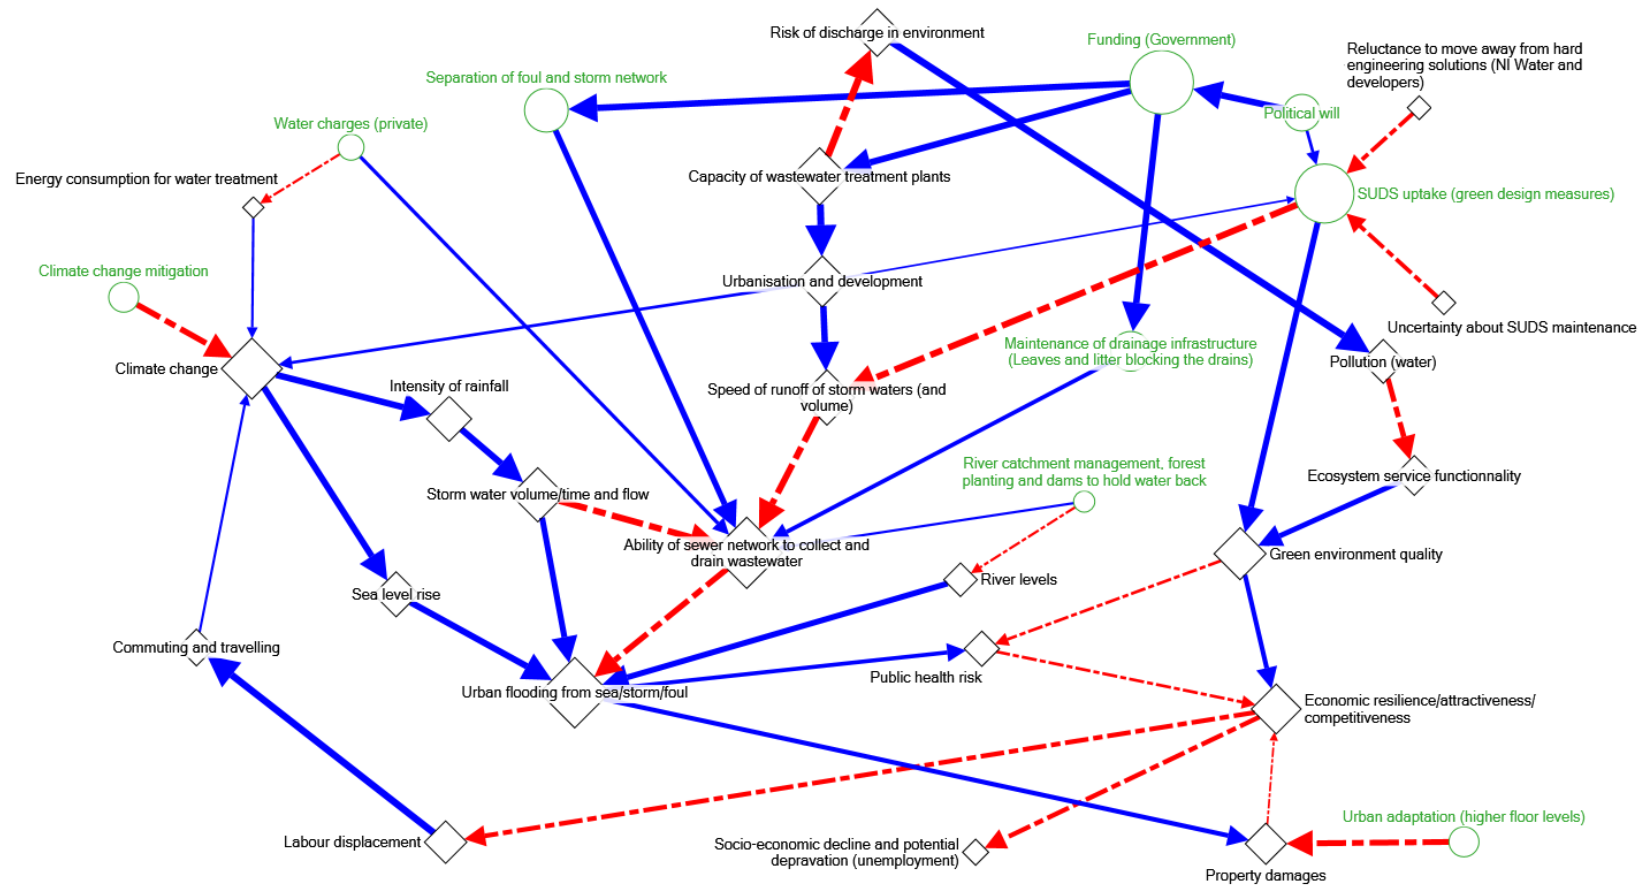 Risk of discharge in environment
Funding (Government)
Reluctance to move away from hard
engineering solutions (NI Water and
developers)
Separation of foul and storm network
Political will
Water charges (private)
Capacity of wastewater treatment plants
Energy consumption for water treatment
SUDS uptake (green design measures)
Climate change mitigation
Urbanisation and development
Uncertainty about SUDS maintenance
Maintenance of drainage infrastructure
(Leaves and litter blocking the drains)
Pollution (water)
Climate change
Intensity of rainfall
Speed of runoff of storm waters (and
volume)
River catchment management, forest
planting and dams to hold water back
Ecosystem service functionnality
Storm water volume/time and flow
Ability of sewer network to collect and
drain wastewater
Green environment quality
River levels
Sea level rise
Commuting and travelling
Public health risk
Urban flooding from sea/storm/foul
Economic resilience/attractiveness/
competitiveness
Urban adaptation (higher floor levels)
Labour displacement
Socio-economic decline and potential
depravation (unemployment)
Property damages